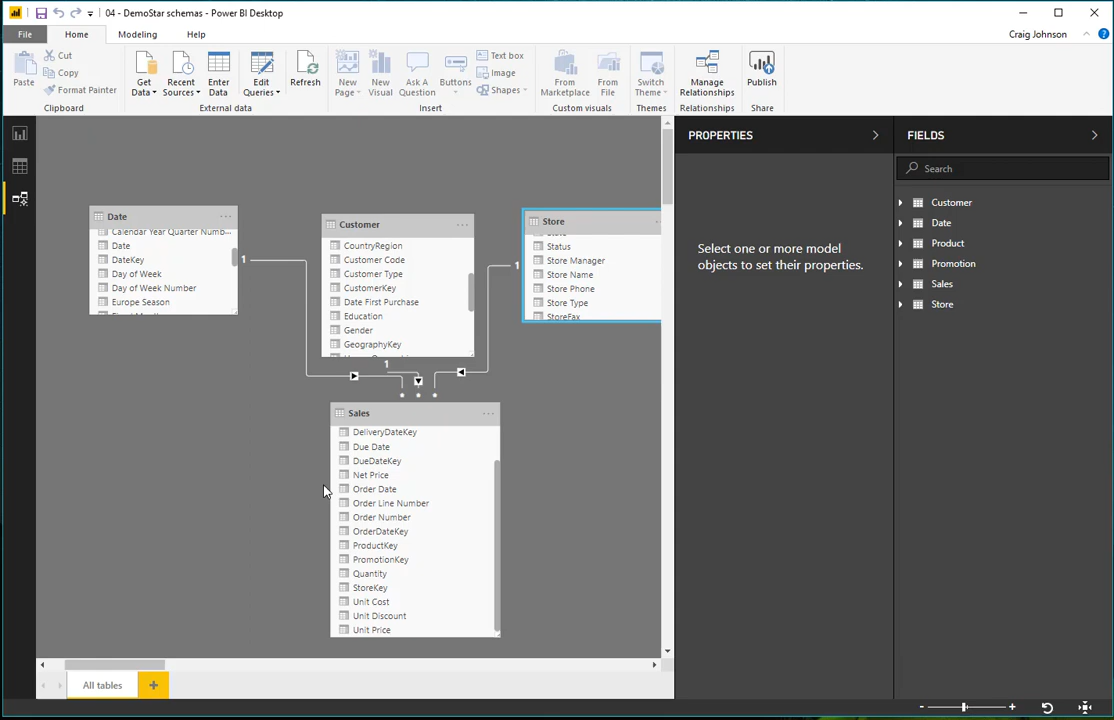 04 - DemoStar schemas - Power BI Desktop
File
Home
Modeling
Help
Craig Johnson
Paste
Cut
Copy
Format Painter
Clipboard
Get Data
Recent Sources
Enter Data
Edit Queries
Refresh
External data
New Page
New Visual
Ask A Question
Buttons
Text box
Image
Shapes
Insert
From Marketplace
From File
Custom visuals
Switch Theme
Themes
Manage Relationships
Relationships
Publish
Share
Date
Calendar Year Quarter Numb...
Date
DateKey
Day of Week
Day of Week Number
Europe Season
1
Customer
CountryRegion
Customer Code
Customer Type
CustomerKey
Date First Purchase
Education
Gender
GeographyKey
1
Store
Status
Store Manager
Store Name
Store Phone
Store Type
StoreFax
1
Sales
DeliveryDateKey
Due Date
DueDateKey
Net Price
Order Date
Order Line Number
Order Number
OrderDateKey
ProductKey
PromotionKey
Quantity
StoreKey
Unit Cost
Unit Discount
Unit Price
PROPERTIES
Select one or more model
objects to set their properties.
FIELDS
Search
Customer
Date
Product
Promotion
Sales
Store
All tables